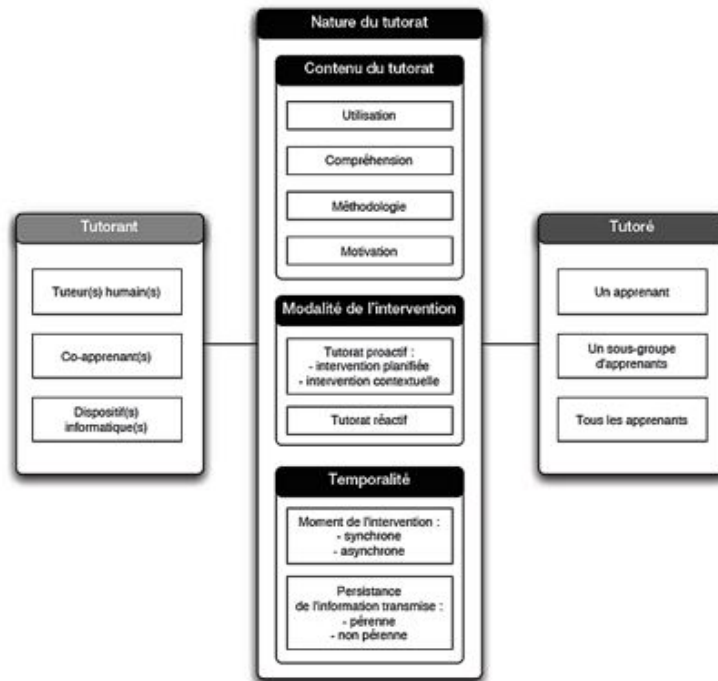 Nature du tutorat
Contenu du tutorat
Utilisation
Compréhension
Méthodologie
Motivation
Tutorant
Tuteur(s) humain(s)
Co-apprenant(s)
Dispositif(s)
informatique(s)
Modalité de l'intervention
Tutorat proactif :
- intervention planifiée
- intervention contextuelle
Tutorat réactif
Temporalité
Moment de l'intervention :
- synchrone
- asynchrone
Persistance
de l'information transmise :
- pérenne
- non pérenne
Tutoré
Un apprenant
Un sous-groupe
d'apprenants
Tous les apprenants